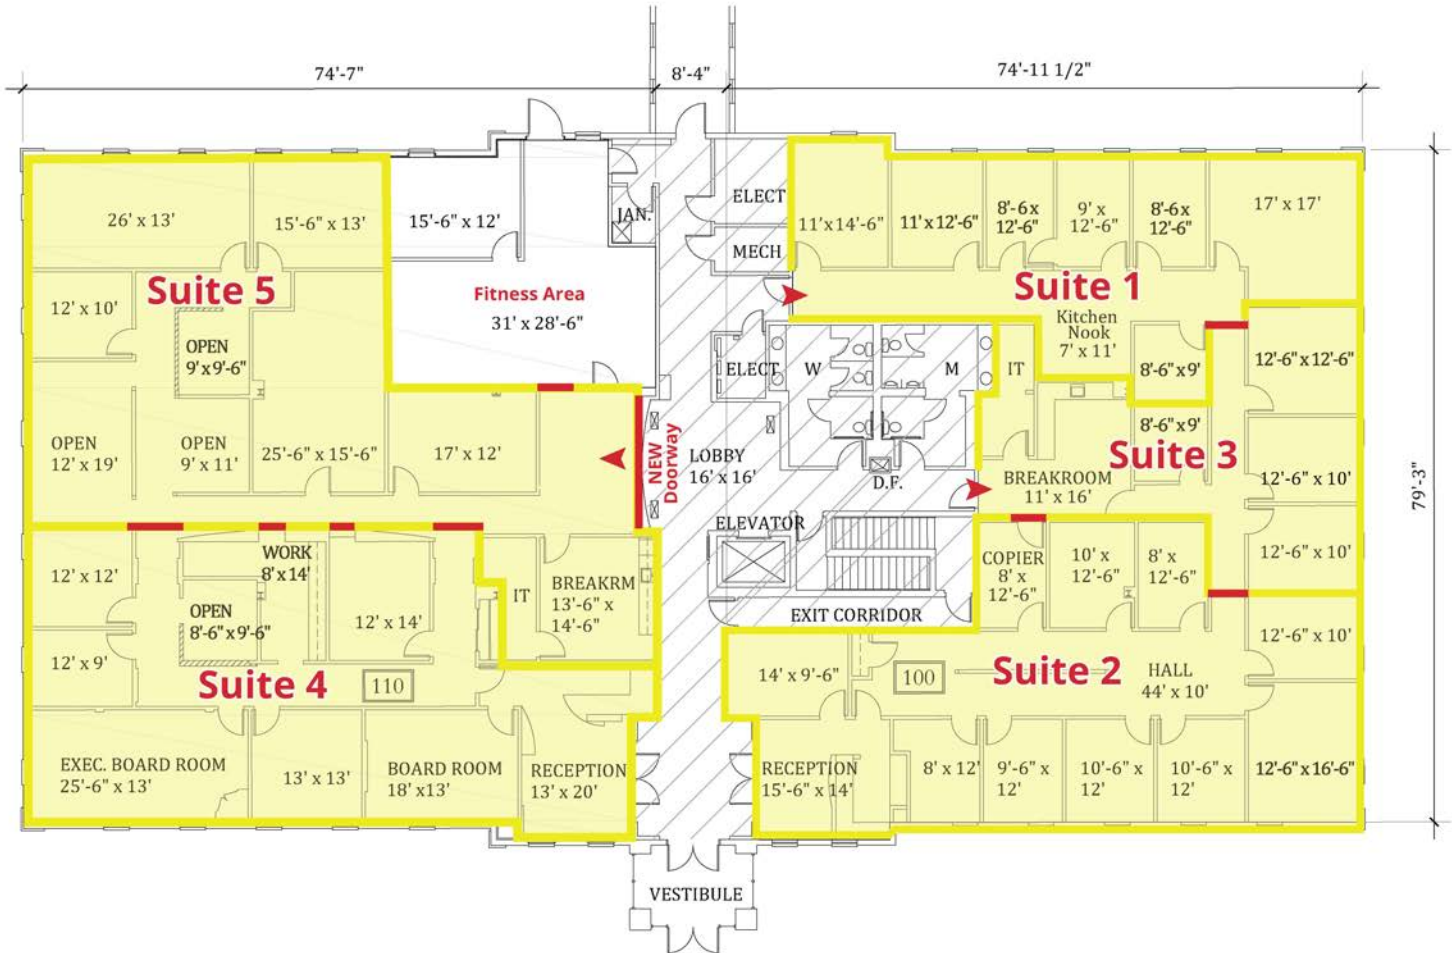 74'-7"
8'-4"
74'-11 1/2"
79'-3"
26' x 13'
15'-6" x 13'
Suite 5
12' x 10'
OPEN
9' x 9'-6"
OPEN
12' x 19'
OPEN
9' x 11'
25'-6" x 15'-6"
17' x 12'
15'-6" x 12'
Fitness Area
31' x 28'-6"
JAN.
ELECT
MECH
NEW
Doorway
LOBBY
16' x 16'
ELECT
W
M
D.F.
ELEVATOR
EXIT CORRIDOR
11' x 14'-6"
11' x 12'-6"
8'-6 x
12'-6"
9' x
12'-6"
8'-6 x
12'-6"
17' x 17'
Suite 1
Kitchen
Nook
7' x 11'
8'-6" x 9'
IT
12'-6" x 12'-6"
8'-6" x 9'
Suite 3
BREAKROOM
11' x 16'
12'-6" x 10'
12'-6" x 10'
COPIER
8' x
12'-6"
10' x
12'-6"
8' x
12'-6"
12'-6" x 10'
Suite 2
HALL
44' x 10'
100
14' x 9'-6"
RECEPTION
15'-6" x 14'
8' x 12'
9'-6" x
12'
10'-6" x
12'
10'-6" x
12'
12'-6" x 16'-6"
12' x 12'
WORK
8' x 14'
OPEN
8'-6" x 9'-6"
12' x 14'
IT
BREAKRM
13'-6" x
14'-6"
12' x 9'
Suite 4
110
EXEC. BOARD ROOM
25'-6" x 13'
13' x 13'
BOARD ROOM
18' x13'
RECEPTION
13' x 20'
VESTIBULE